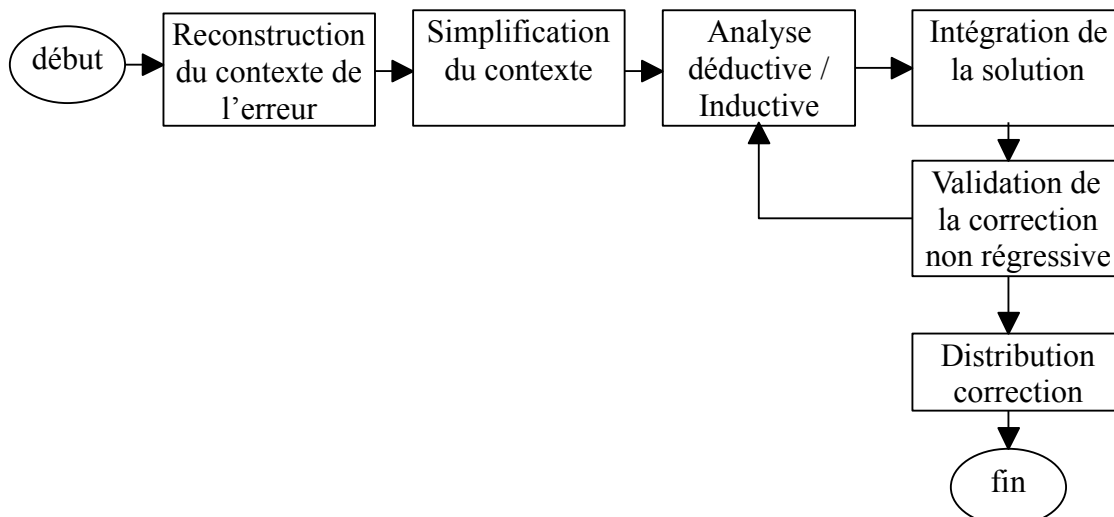 début
Reconstruction
du contexte de
l’erreur
Simplification
du contexte
Analyse
déductive /
Inductive
Intégration de
la solution
Validation de
la correction
non régressive
Distribution
correction
fin